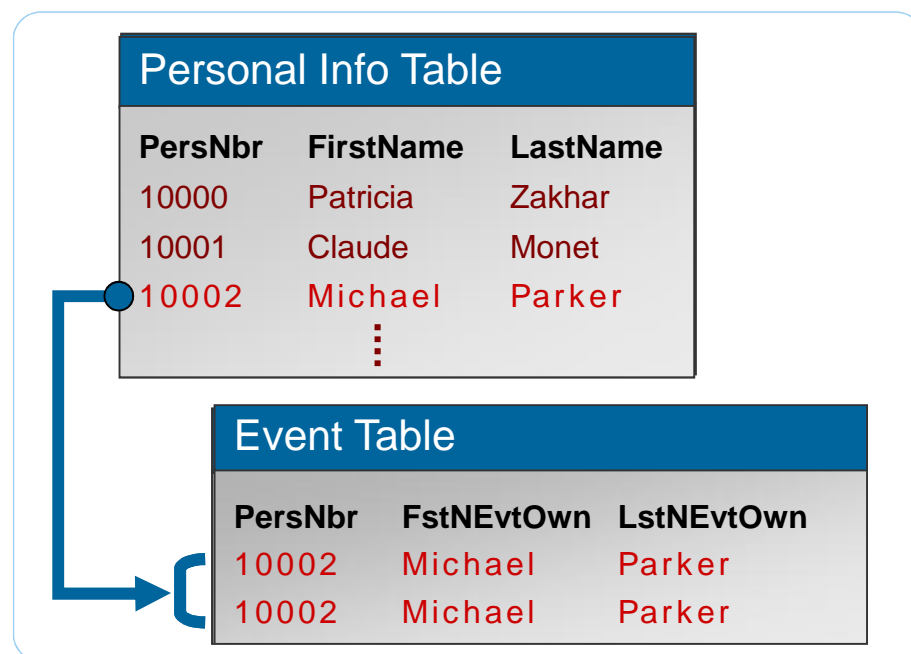 Personal Info Table
PersNbr FirstName LastName
10000 Patricia Zakhar
10001 Claude Monet
10002 Michael Parker
Event Table
PersNbr FstNEvtOwn LstNEvtOwn
10002 Michael Parker
10002 Michael Parker